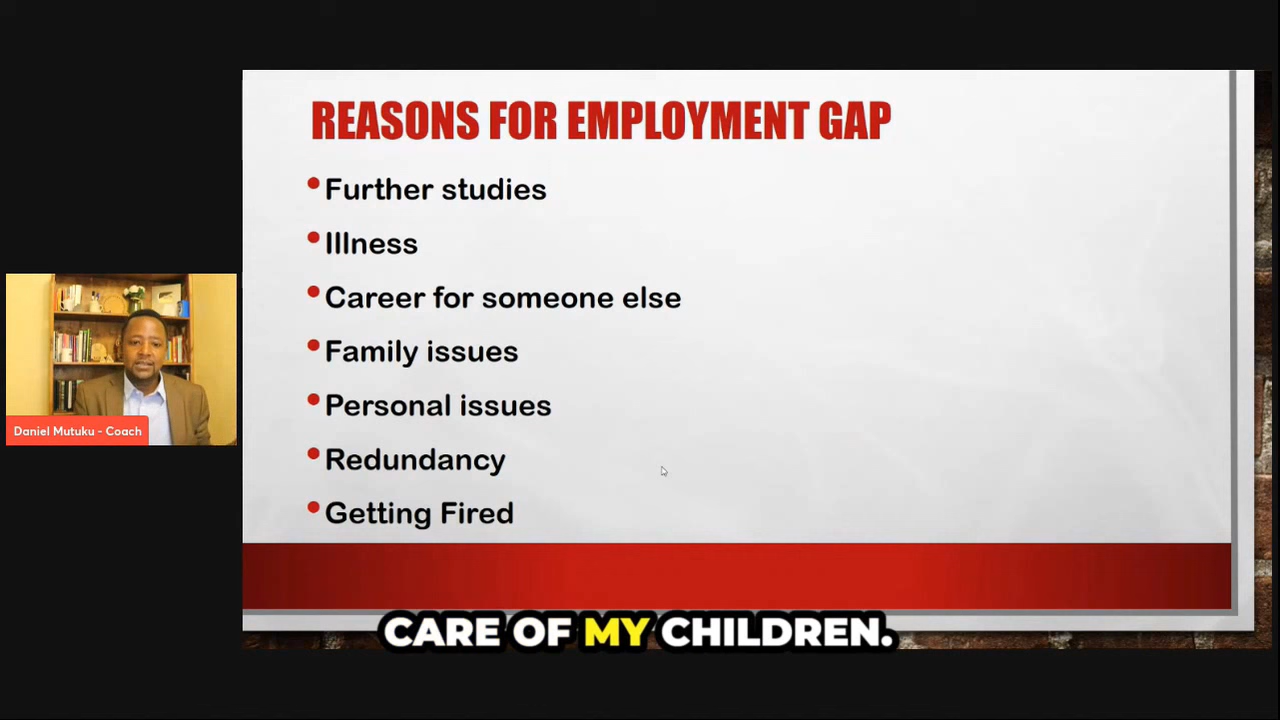 REASONS FOR EMPLOYMENT GAP
Further studies
Illness
Career for someone else
Family issues
Personal issues
Redundancy
Getting Fired
Daniel Mutuku - Coach
CARE OF MY CHILDREN.